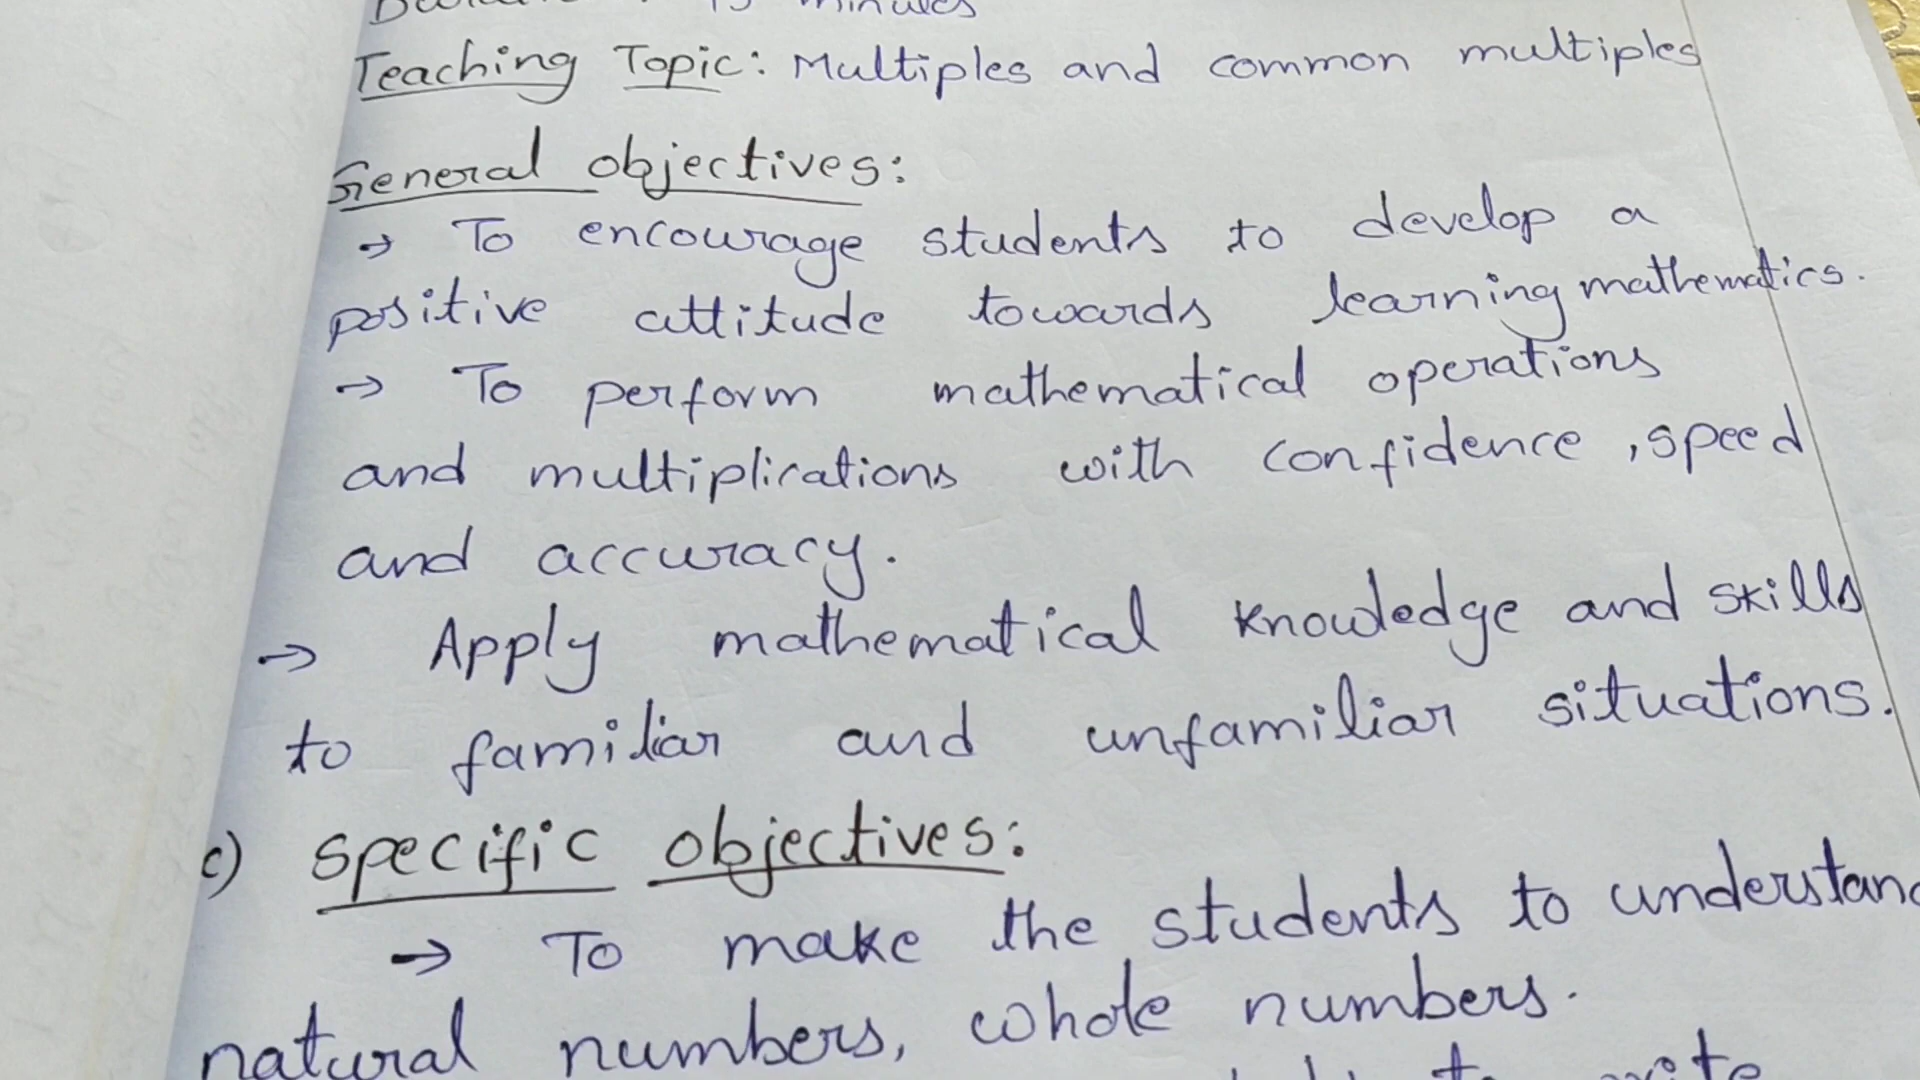 minutes
Teaching Topic: Multiples and common multiples
General objectives:
→ To encourage students to develop a
positive attitude towards learning mathematics.
→ To perform mathematical operations
and multiplications with confidence, speed
and accuracy.
→ Apply mathematical knowledge and skills
to familiar and unfamiliar situations.
c) specific objectives:
→ To make the students to understand
natural numbers, whole numbers.